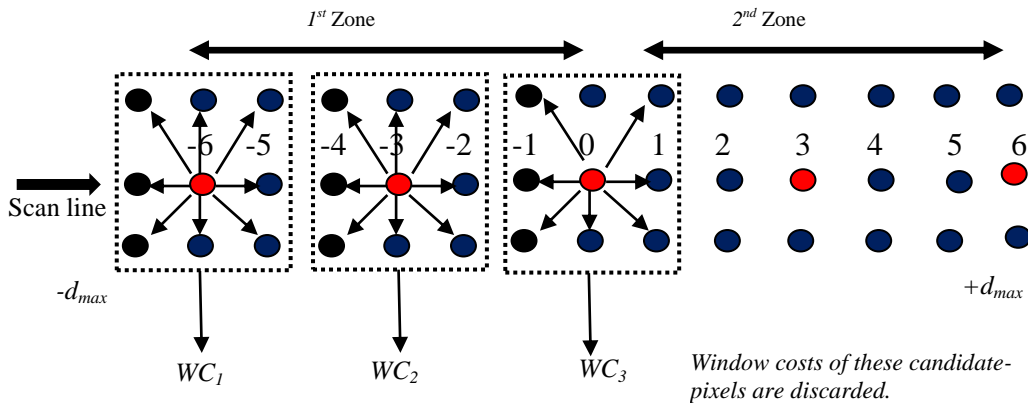 1st Zone 2nd Zone
-6 -5 -4 -3 -2 -1 0 1 2 3 4 5 6
Scan line
-dmax +dmax
WC1 WC2 WC3
Window costs of these candidate-
pixels are discarded.